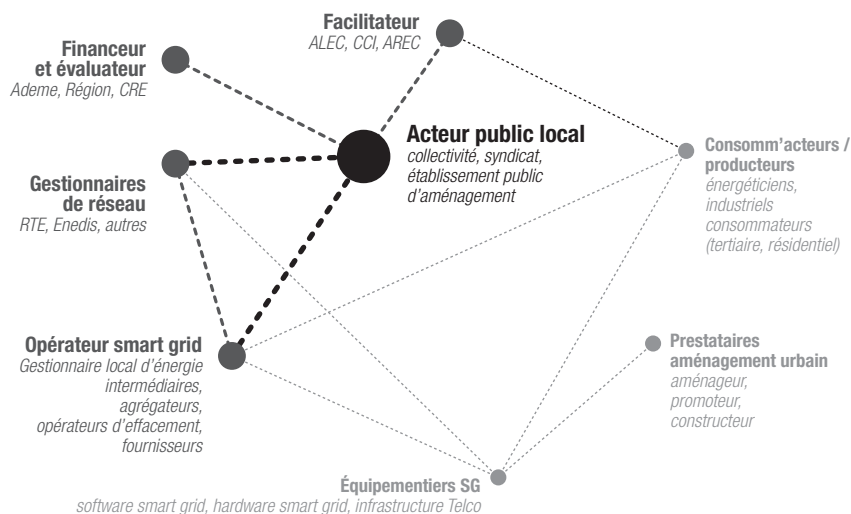 Facilitateur
ALEC, CCI, AREC
Financeur
et évaluateur
Ademe, Région, CRE
Acteur public local
collectivité, syndicat,
établissement public
d’aménagement
Consomm’acteurs /
producteurs
énergéticiens,
industriels
consommateurs
(tertiaire, résidentiel)
Gestionnaires
de réseau
RTE, Enedis, autres
Opérateur smart grid
Gestionnaire local d’énergie
intermédiaires,
agrégateurs,
opérateurs d’effacement,
fournisseurs
Prestataires
aménagement urbain
aménageur,
promoteur,
constructeur
Équipementiers SG
software smart grid, hardware smart grid, infrastructure Telco